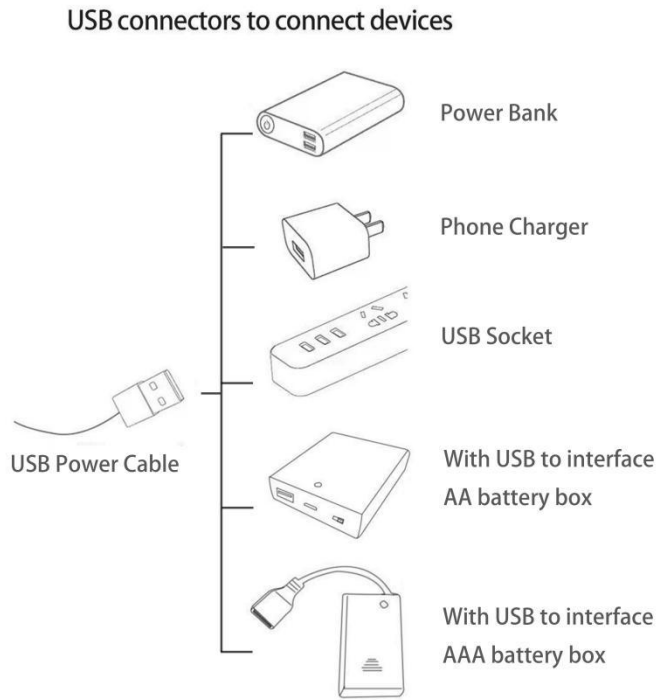 USB connectors to connect devices
Power Bank
Phone Charger
USB Socket
USB Power Cable
With USB to interface
AA battery box
With USB to interface
AAA battery box